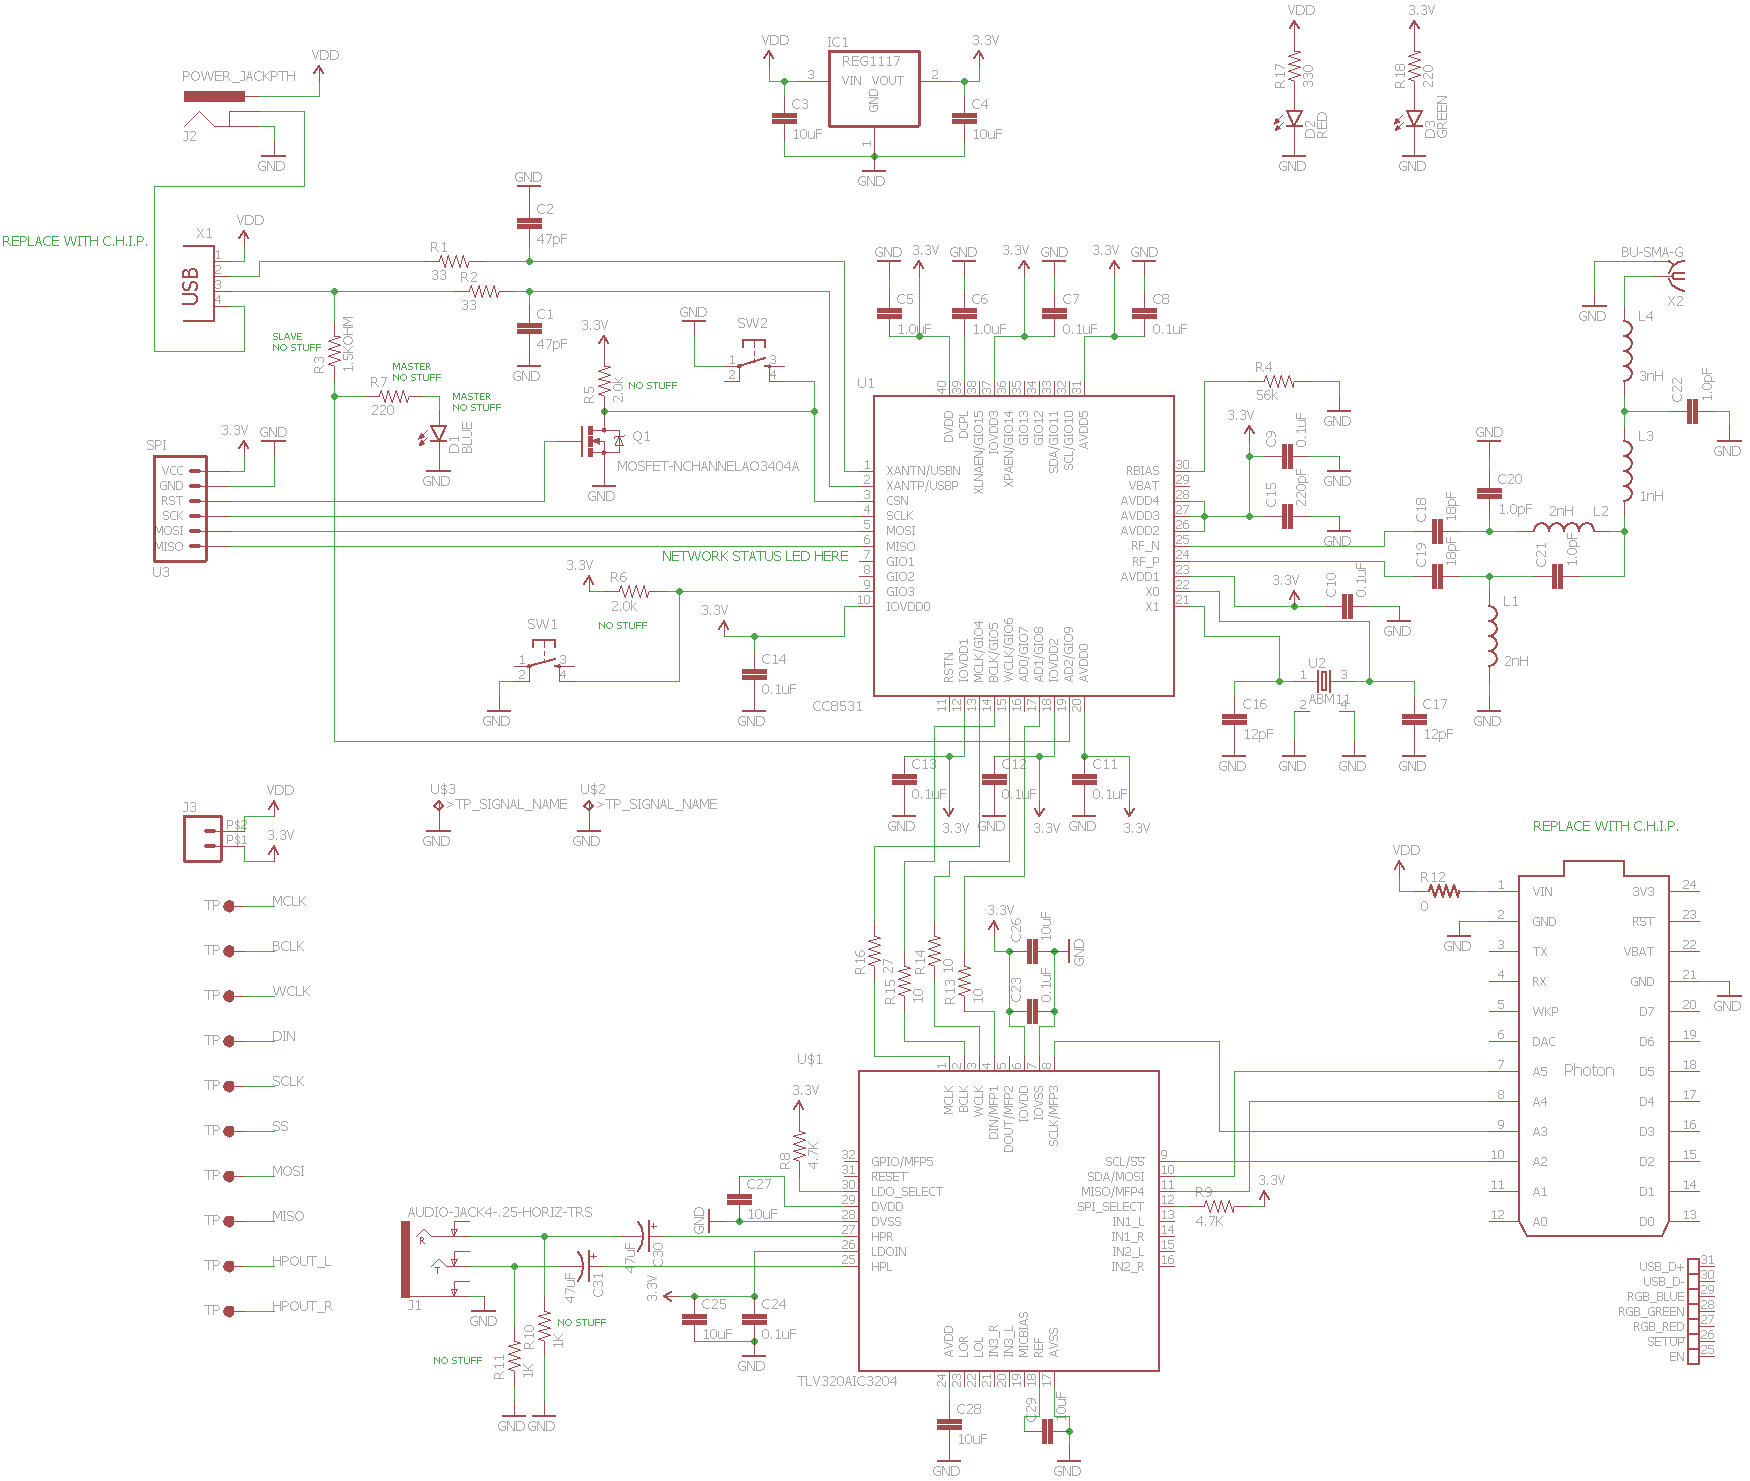 POWER_JACKPTH
VDD
J2
GND
VDD
IC1
REG1117
3.3V
3
VIN VOUT
2
GND
1
C3
10uF
C4
10uF
GND
VDD
R17
330
D2
RED
GND
3.3V
R18
220
D3
GREEN
GND
REPLACE WITH C.H.I.P.
X1
VDD
USB
1
2
3
4
R1
33
R2
33
GND
C2
47pF
C1
47pF
GND
SLAVE
NO STUFF
R3
1.5KOHM
MASTER
NO STUFF
R7
220
MASTER
NO STUFF
D1
BLUE
GND
3.3V
R5
2.0K
NO STUFF
Q1
MOSFET-NCHANNELAO3404A
GND
GND
SW2
1
2
3
4
SPI
3.3V
GND
VCC
GND
RST
SCK
MOSI
MISO
U3
NETWORK STATUS LED HERE
3.3V
R6
2.0k
NO STUFF
SW1
1
2
3
4
GND
3.3V
C14
0.1uF
GND
GND
3.3V
GND
3.3V
GND
3.3V
GND
C5
1.0uF
C6
1.0uF
C7
0.1uF
C8
0.1uF
U1
40
39
38
37
36
35
34
33
32
31
DVDD
DCPL
XLNAEN/GIO15
IOVDD3
XPAEN/GIO14
GIO13
GIO12
SDA/GIO11
SCL/GIO10
AVDD5
1 XANTN/USBN
2 XANTP/USBP
3 CSN
4 SCLK
5 MOSI
6 MISO
7 GIO1
8 GIO2
9 GIO3
10 IOVDD0
RBIAS 30
VBAT 29
AVDD4 28
AVDD3 27
AVDD2 26
RF_N 25
RF_P 24
AVDD1 23
X0 22
X1 21
RSTN
IOVDD1
MCLK/GIO4
BCLK/GIO5
WCLK/GIO6
AD0/GIO7
AD1/GIO8
IOVDD2
AD2/GIO9
AVDD0
11
12
13
14
15
16
17
18
19
20
CC8531
R4
56k
GND
3.3V
C9
0.1uF
GND
C15
220pF
GND
3.3V
C10
0.1uF
GND
U2
1
3
ABM11
2
4
C16
12pF
GND
GND
GND
C17
12pF
GND
BU-SMA-G
X2
GND
L4
3nH
C22
1.0pF
GND
L3
1nH
GND
C20
1.0pF
C18
18pF
C19
18pF
2nH
L2
C21
1.0pF
L1
2nH
GND
C13
0.1uF
GND
3.3V
C12
0.1uF
GND
3.3V
C11
0.1uF
GND
3.3V
U$3
>TP_SIGNAL_NAME
GND
U$2
>TP_SIGNAL_NAME
GND
J3
VDD
P$2
P$1
3.3V
TP MCLK
TP BCLK
TP WCLK
TP DIN
TP SCLK
TP SS
TP MOSI
TP MISO
TP HPOUT_L
TP HPOUT_R
R16
27
R15
10
R14
10
R13
10
3.3V
C26
10uF
GND
C23
0.1uF
U$1
1
2
3
4
5
6
7
8
MCLK
BCLK
WCLK
DIN/MFP1
DOUT/MFP2
IOVDD
IOVSS
SCLK/MFP3
3.3V
R8
4.7K
32 GPIO/MFP5
31 RESET
30 LDO_SELECT
29 DVDD
28 DVSS
27 HPR
26 LDOIN
25 HPL
SCL/SS 9
SDA/MOSI 10
MISO/MFP4 11
SPI_SELECT 12
IN1_L 13
IN1_R 14
IN2_L 15
IN2_R 16
AVDD
LOR
LOL
IN3_R
IN3_L
MICBIAS
REF
AVSS
24
23
22
21
20
19
18
17
TLV320AIC3204
R9
4.7K
3.3V
C27
10uF
GND
AUDIO-JACK4-.25-HORIZ-TRS
R
T
J1
GND
47uF
C30
47uF
C31
3.3V
C25
10uF
C24
0.1uF
GND
NO STUFF
R10
1K
NO STUFF
R11
1K
GND
GND
C28
10uF
GND
C29
10uF
GND
REPLACE WITH C.H.I.P.
VDD
R12
0
GND
1 VIN
2 GND
3 TX
4 RX
5 WKP
6 DAC
7 A5
8 A4
9 A3
10 A2
11 A1
12 A0
Photon
3V3 24
RST 23
VBAT 22
GND 21
D7 20
D6 19
D5 18
D4 17
D3 16
D2 15
D1 14
D0 13
GND
USB_D+ 31
USB_D- 30
RGB_BLUE 29
RGB_GREEN 28
RGB_RED 27
SETUP 26
EN 25